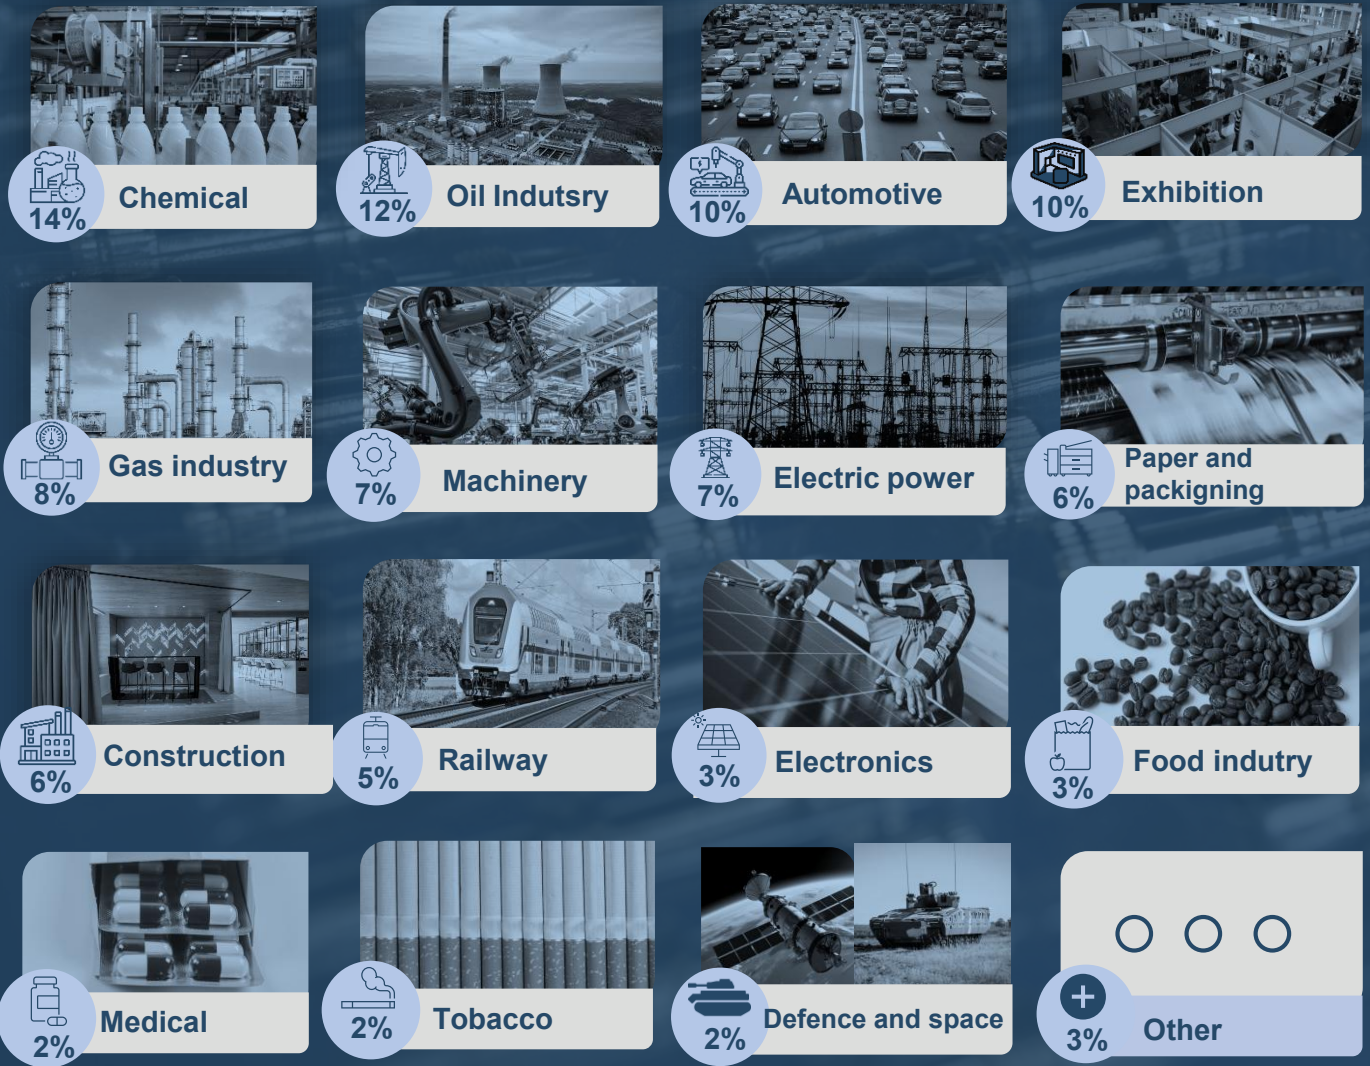 Chemical
14%
Oil Indutsry
12%
Automotive
10%
Exhibition
10%
Gas industry
8%
Machinery
7%
Electric power
7%
Paper and
packigning
6%
Construction
6%
Railway
5%
Electronics
3%
Food indutry
3%
Medical
2%
Tobacco
2%
Defence and space
2%
Other
3%